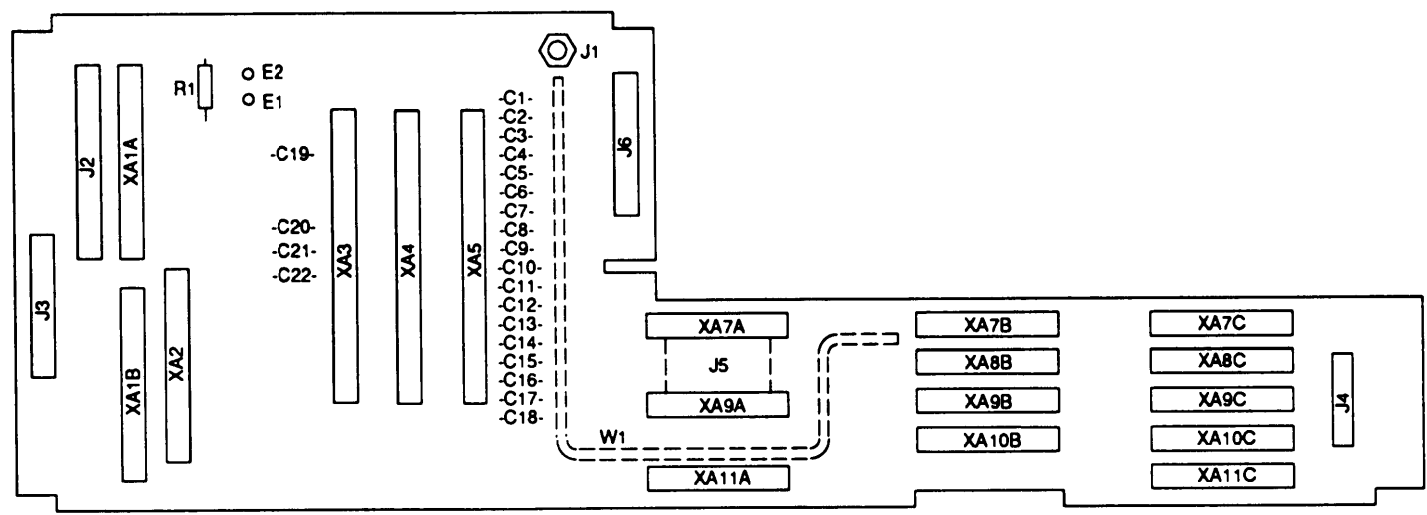 J1
E2
E1
R1
J2
XA1A
J6
-C1-
-C2-
-C3-
-C4-
-C5-
-C6-
-C7-
-C8-
-C9-
-C10-
-C11-
-C12-
-C13-
-C14-
-C15-
-C16-
-C17-
-C18-
-C19-
-C20-
-C21-
-C22-
XA3
XA4
XA5
J3
XA1B
XA2
XA7A
J5
XA9A
W1
XA11A
XA7B
XA8B
XA9B
XA10B
XA7C
XA8C
XA9C
XA10C
XA11C
J4